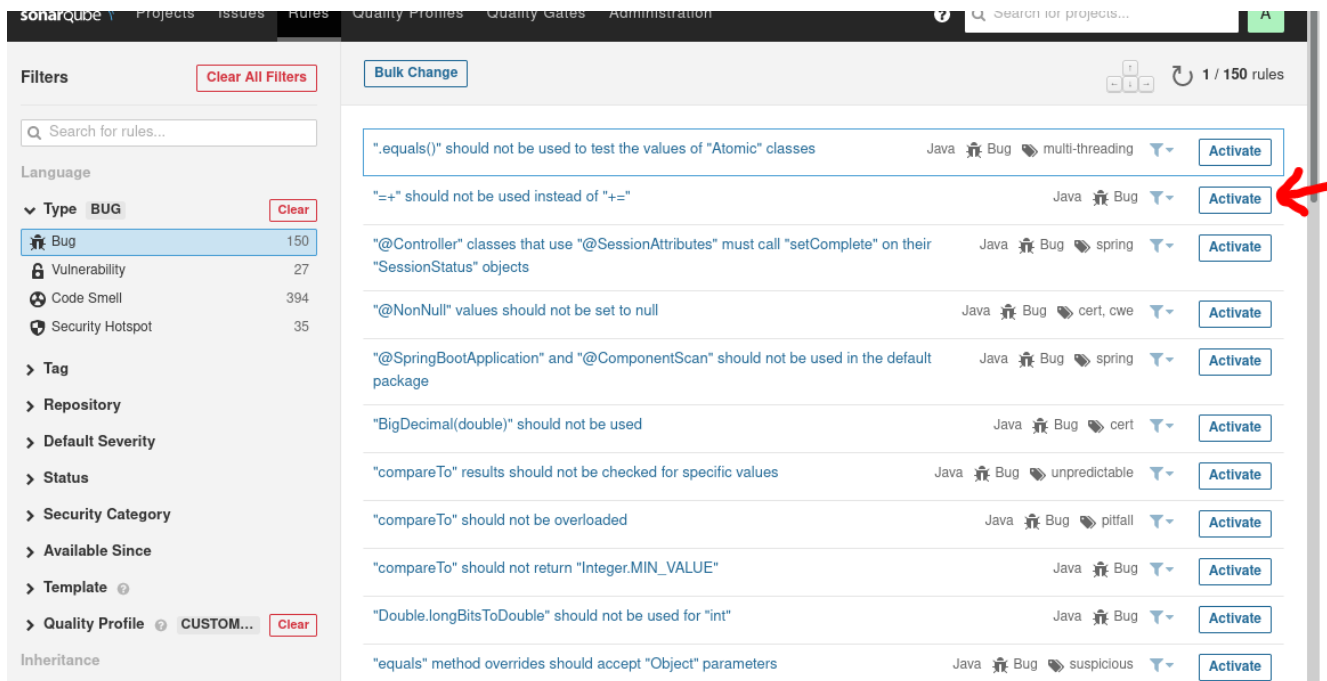 sonarqube Projects Issues Rules Quality Profiles Quality Gates Administration Search for projects... A
Filters
Clear All Filters
Search for rules...
Language
Type BUG Clear
Bug 150
Vulnerability 27
Code Smell 394
Security Hotspot 35
Tag
Repository
Default Severity
Status
Security Category
Available Since
Template
Quality Profile CUSTOM... Clear
Inheritance
Bulk Change
1 / 150 rules
".equals()" should not be used to test the values of "Atomic" classes Java Bug multi-threading Activate
"=+" should not be used instead of "+=" Java Bug Activate
"@Controller" classes that use "@SessionAttributes" must call "setComplete" on their Java Bug spring Activate
"SessionStatus" objects
"@NonNull" values should not be set to null Java Bug cert, cwe Activate
"@SpringBootApplication" and "@ComponentScan" should not be used in the default Java Bug spring Activate
package
"BigDecimal(double)" should not be used Java Bug cert Activate
"compareTo" results should not be checked for specific values Java Bug unpredictable Activate
"compareTo" should not be overloaded Java Bug pitfall Activate
"compareTo" should not return "Integer.MIN_VALUE" Java Bug Activate
"Double.longBitsToDouble" should not be used for "int" Java Bug Activate
"equals" method overrides should accept "Object" parameters Java Bug suspicious Activate